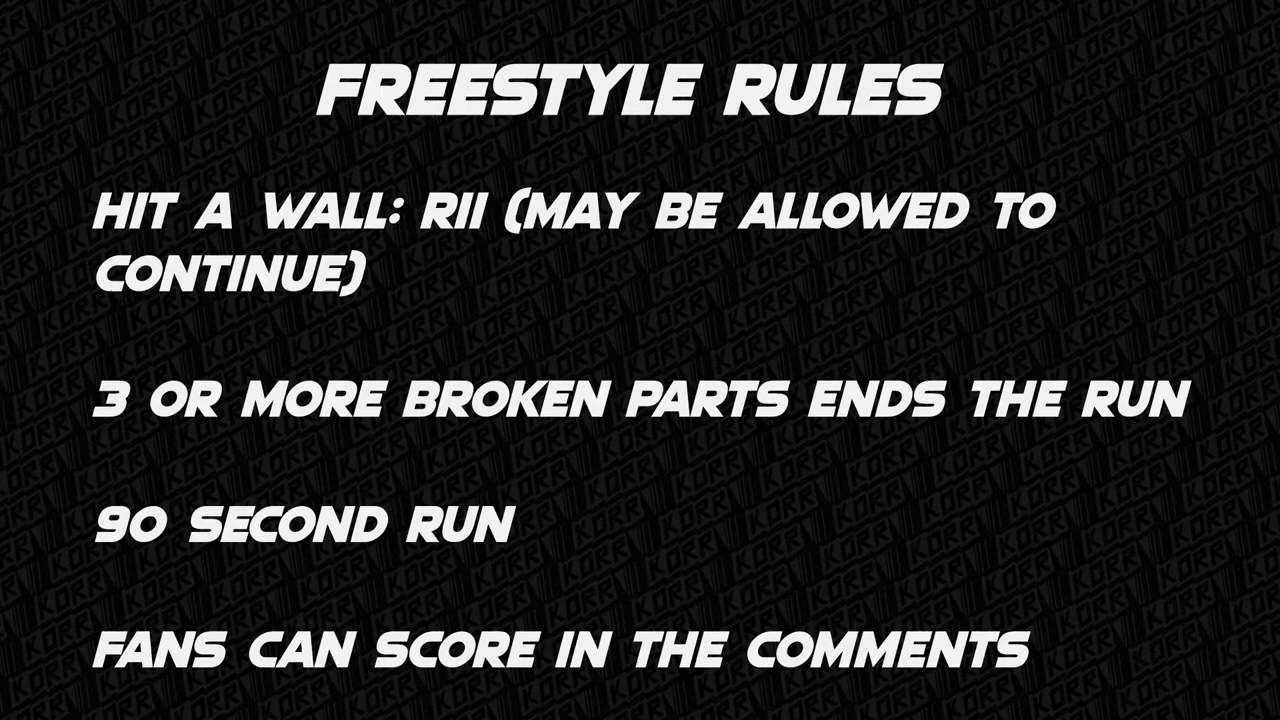 FREESTYLE RULES
HIT A WALL: RII (MAY BE ALLOWED TO
CONTINUE)
3 OR MORE BROKEN PARTS ENDS THE RUN
90 SECOND RUN
FANS CAN SCORE IN THE COMMENTS